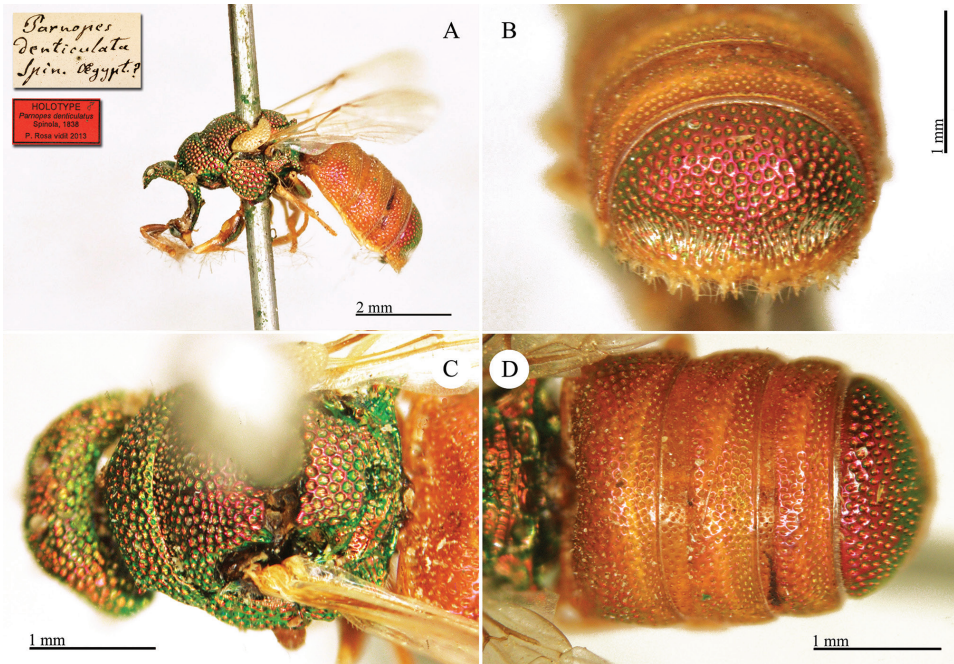 Parnopes
denticulata
Spin. Ægypt.?
HOLOTYPE ♂
Parnopes denticulatus
Spinola, 1838
P. Rosa vidit 2013
A
2 mm
B
1 mm
C
1 mm
D
1 mm